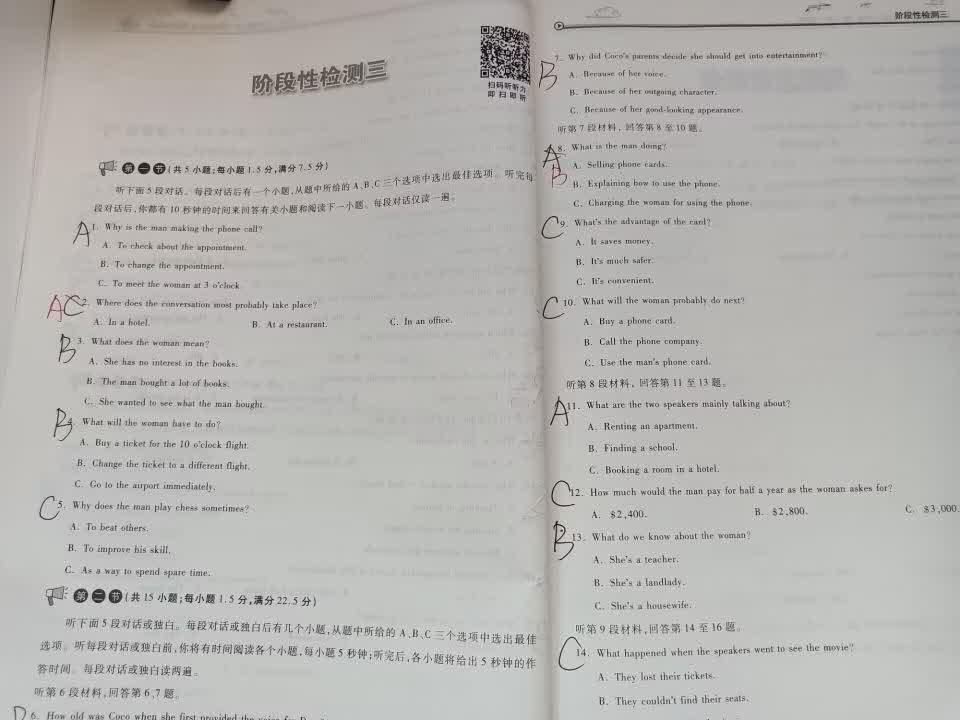 阶段性检测三
扫码听听力
即扫即听
第一节(共5小题;每小题1.5分,满分7.5分)
听下面5段对话。每段对话后有一个小题,从题中所给的A、B、C三个选项中选出最佳选项。听完每
段对话后,你都有10秒钟的时间来回答有关小题和阅读下一小题。每段对话仅读一遍。
A 1. Why is the man making the phone call?
A. To check about the appointment.
B. To change the appointment.
C. To meet the woman at 3 o'clock
A C 2. Where does the conversation most probably take place?
A. In a hotel. B. At a restaurant. C. In an office.
B 3. What does the woman mean?
A. She has no interest in the books.
B. The man bought a lot of books.
C. She wanted to see what the man bought.
B 4. What will the woman have to do?
A. Buy a ticket for the 10 o'clock flight.
B. Change the ticket to a different flight.
C. Go to the airport immediately.
C 5. Why does the man play chess sometimes?
A. To beat others.
B. To improve his skill.
C. As a way to spend spare time.
第二节(共15小题;每小题1.5分,满分22.5分)
听下面5段对话或独白。每段对话或独白后有几个小题,从题中所给的A、B、C三个选项中选出最佳
选项。听每段对话或独白前,你将有时间阅读各个小题,每小题5秒钟;听完后,各小题将给出5秒钟的作
答时间。每段对话或独白读两遍。
听第6段材料,回答第6、7题。
6. How old was Coco when she first provided the voice for
阶段性检测三
B 7. Why did Coco's parents decide she should get into entertainment?
A. Because of her voice.
B. Because of her outgoing character.
C. Because of her good-looking appearance.
听第7段材料,回答第8至10题。
A 8. What is the man doing?
A. Selling phone cards.
B B. Explaining how to use the phone.
C. Charging the woman for using the phone.
C 9. What's the advantage of the card?
A. It saves money.
B. It's much safer.
C. It's convenient.
C 10. What will the woman probably do next?
A. Buy a phone card.
B. Call the phone company.
C. Use the man's phone card.
听第8段材料,回答第11至13题。
A 11. What are the two speakers mainly talking about?
A. Renting an apartment.
B. Finding a school.
C. Booking a room in a hotel.
C 12. How much would the man pay for half a year as the woman askes for?
A. $2,400. B. $2,800. C. $3,000.
B 13. What do we know about the woman?
A. She's a teacher.
B. She's a landlady.
C. She's a housewife.
听第9段材料,回答第14至16题。
C 14. What happened when the speakers went to see the movie?
A. They lost their tickets.
B. They couldn't find their seats.